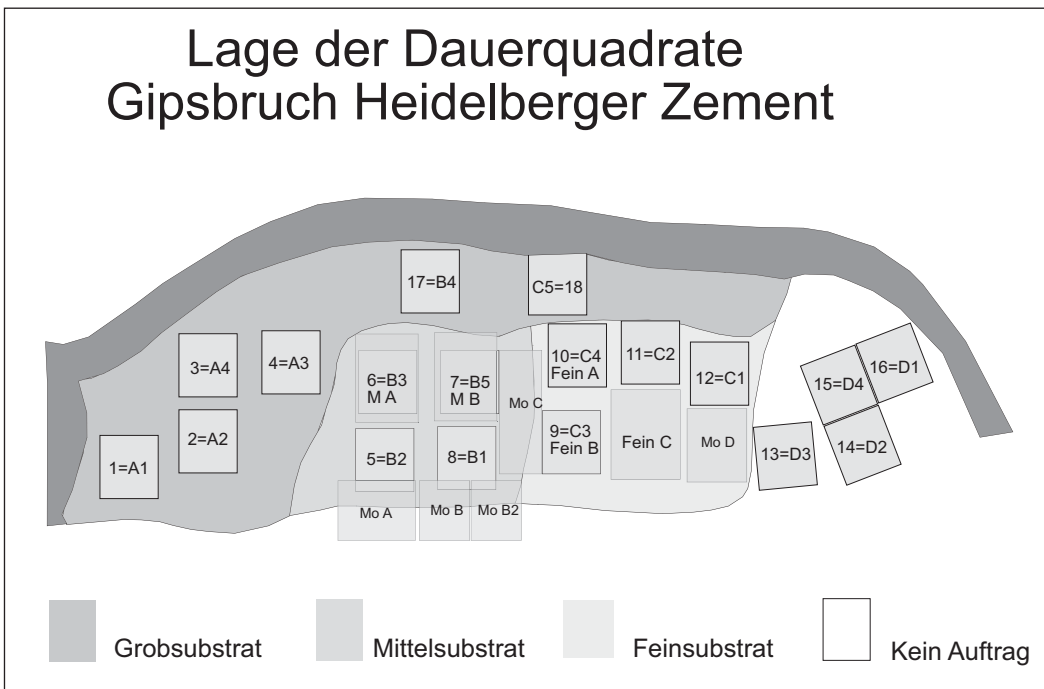 Lage der Dauerquadrate
Gipsbruch Heidelberger Zement
17=B4
C5=18
3=A4
4=A3
10=C4
Fein A
11=C2
12=C1
15=D4
16=D1
6=B3
M A
7=B5
M B
Mo C
2=A2
9=C3
Fein B
Fein C
Mo D
1=A1
5=B2
8=B1
13=D3
14=D2
Mo A
Mo B
Mo B2
Grobsubstrat
Mittelsubstrat
Feinsubstrat
Kein Auftrag